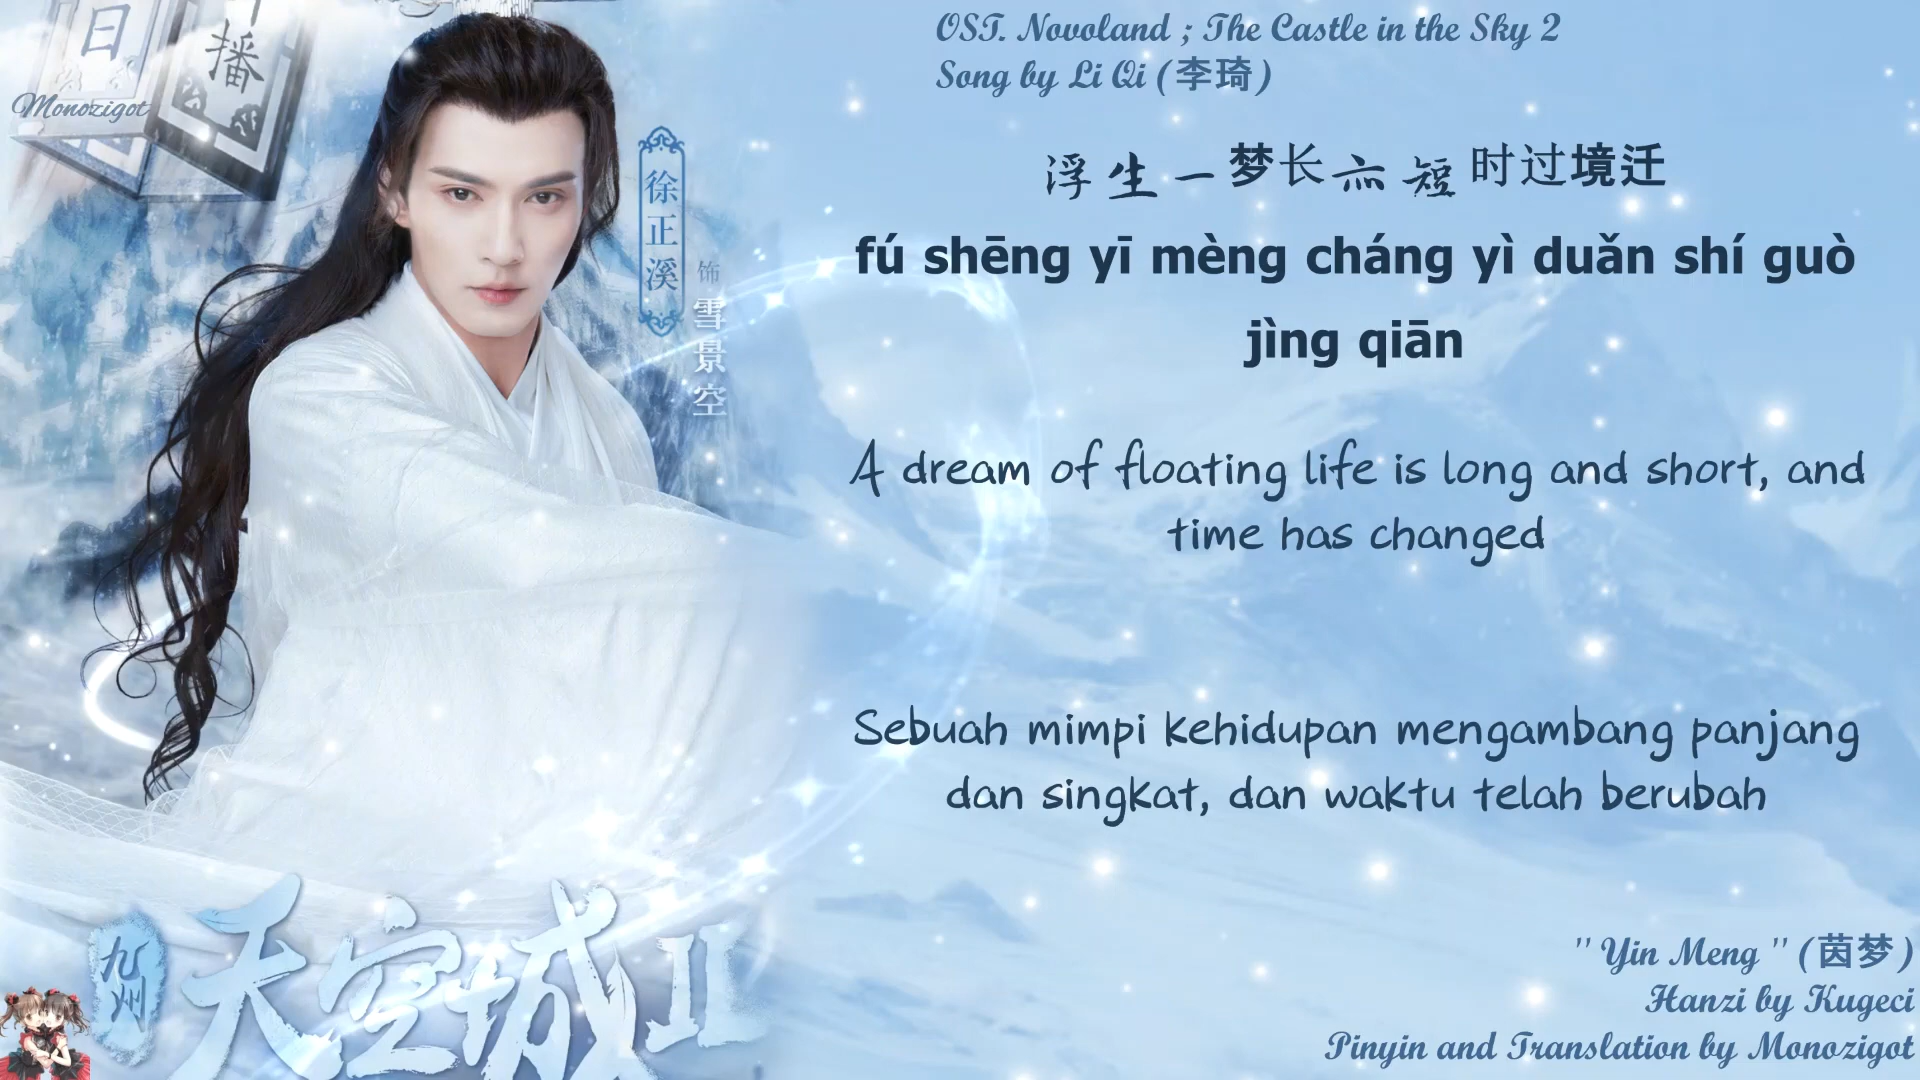 日
播
Monozigot
徐正溪
饰
雪景空
九州
天空城II
OST. Novoland ; The Castle in the Sky 2
Song by Li Qi (李琦)
浮生一梦长亦短时过境迁
fú shēng yī mèng cháng yì duǎn shí guò
jìng qiān
A dream of floating life is long and short, and
time has changed
Sebuah mimpi kehidupan mengambang panjang
dan singkat, dan waktu telah berubah
" Yin Meng " (茵梦)
Hanzi by Kugeci
Pinyin and Translation by Monozigot